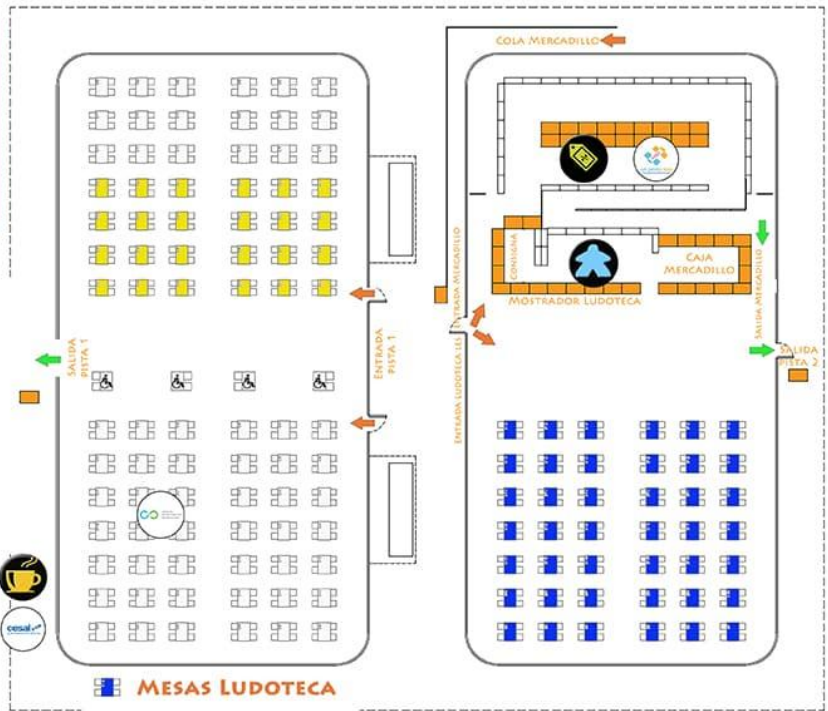 COLA MERCADILLO
ENTRADA MERCADILLO
CONSIGNA
CAJA
MERCADILLO
MOSTRADOR LUDOTECA
SALIDA MERCADILLO
SALIDA
PISTA 1
ENTRADA
PISTA 1
ENTRADA LUDOTECA LES
SALIDA
PISTA 2
cesal
MESAS LUDOTECA